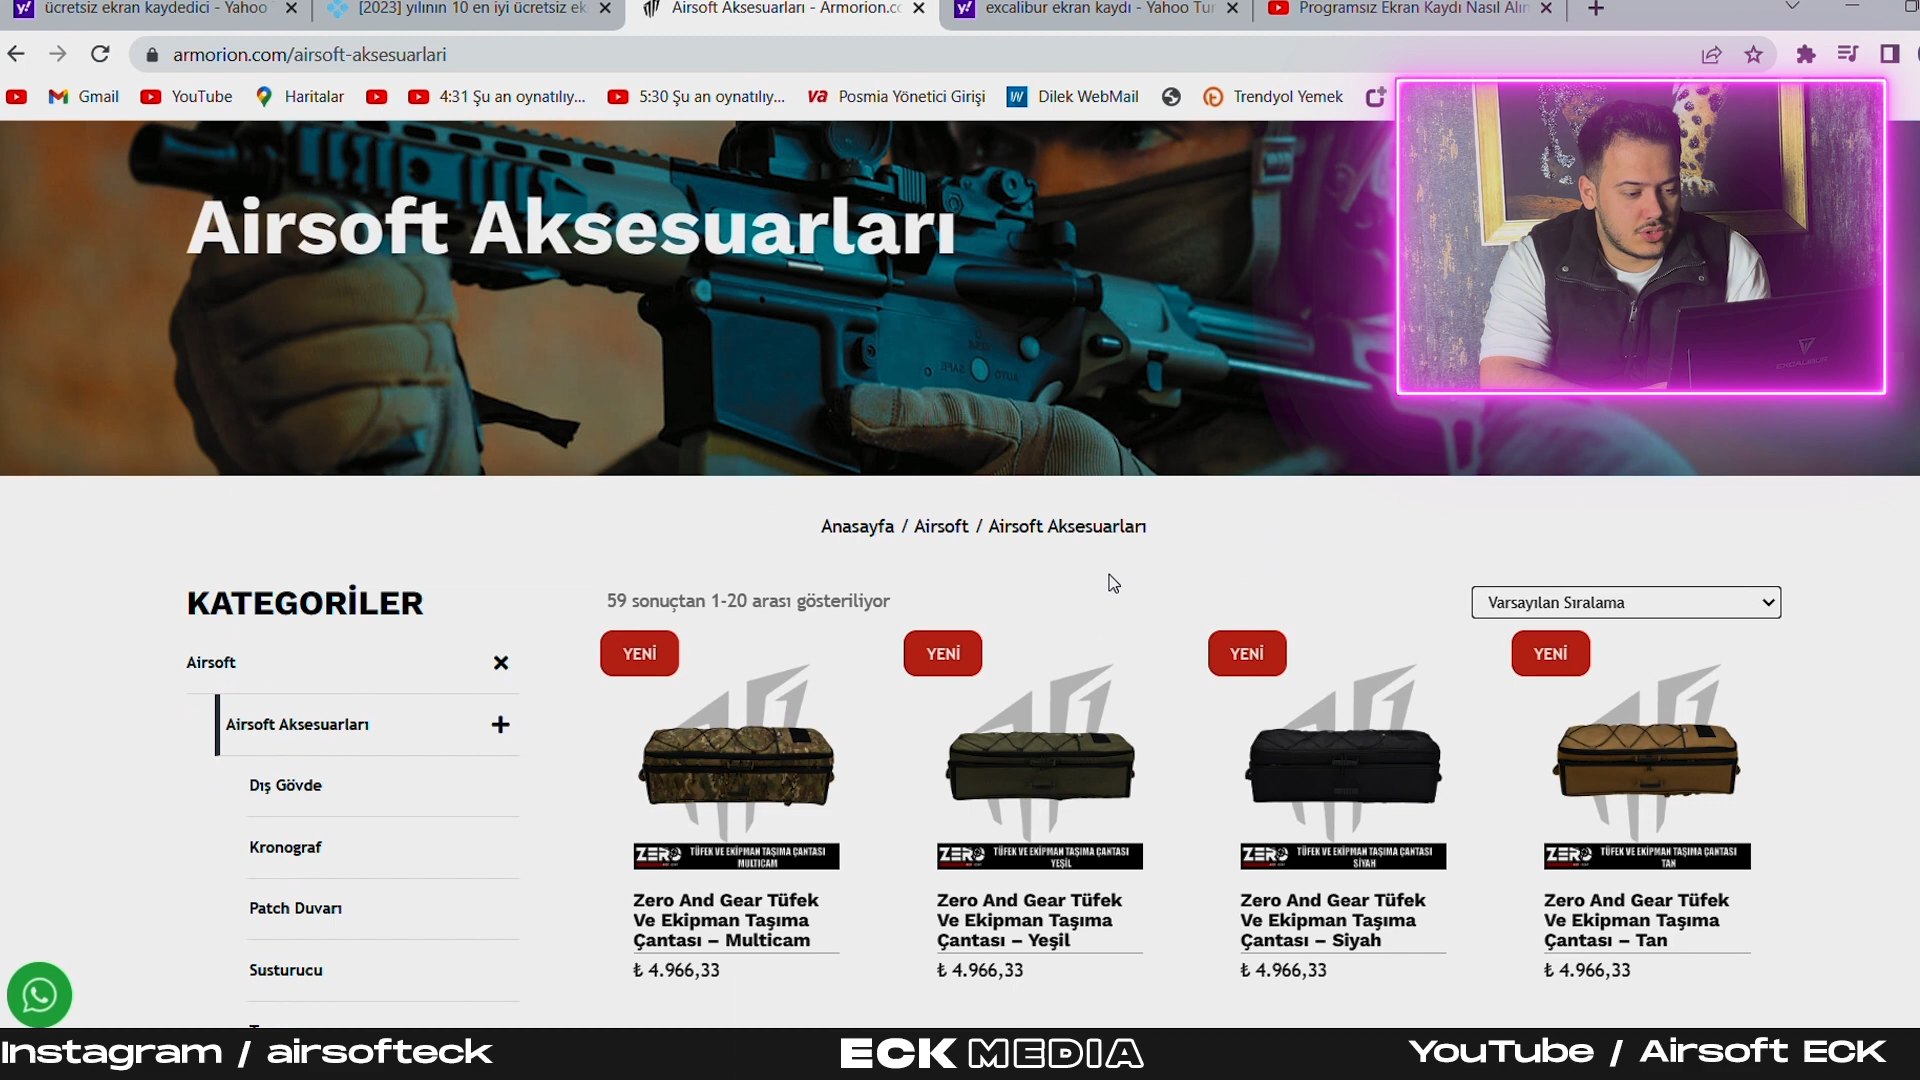 ücretsiz ekran kaydedici - Yahoo
[2023] yılının 10 en iyi ücretsiz ek
Airsoft Aksesuarları - Armorion.co
excalibur ekran kaydı - Yahoo Tur
Programsız Ekran Kaydı Nasıl Alın
armorion.com/airsoft-aksesuarlari
Gmail
YouTube
Haritalar
4:31 Şu an oynatılıy...
5:30 Şu an oynatılıy...
va Posmia Yönetici Girişi
W Dilek WebMail
Trendyol Yemek
Airsoft Aksesuarları
EXCALIBUR
Anasayfa / Airsoft / Airsoft Aksesuarları
KATEGORİLER
Airsoft
Airsoft Aksesuarları
Dış Gövde
Kronograf
Patch Duvarı
Susturucu
59 sonuçtan 1-20 arası gösteriliyor
Varsayılan Sıralama
YENİ
YENİ
YENİ
YENİ
ZERO TÜFEK VE EKİPMAN TAŞIMA ÇANTASI
MULTICAM
ZERO TÜFEK VE EKİPMAN TAŞIMA ÇANTASI
YEŞİL
ZERO TÜFEK VE EKİPMAN TAŞIMA ÇANTASI
SİYAH
ZERO TÜFEK VE EKİPMAN TAŞIMA ÇANTASI
TAN
Zero And Gear Tüfek
Ve Ekipman Taşıma
Çantası – Multicam
₺ 4.966,33
Zero And Gear Tüfek
Ve Ekipman Taşıma
Çantası – Yeşil
₺ 4.966,33
Zero And Gear Tüfek
Ve Ekipman Taşıma
Çantası – Siyah
₺ 4.966,33
Zero And Gear Tüfek
Ve Ekipman Taşıma
Çantası – Tan
₺ 4.966,33
Instagram / airsofteck
ECK MEDIA
YouTube / Airsoft ECK